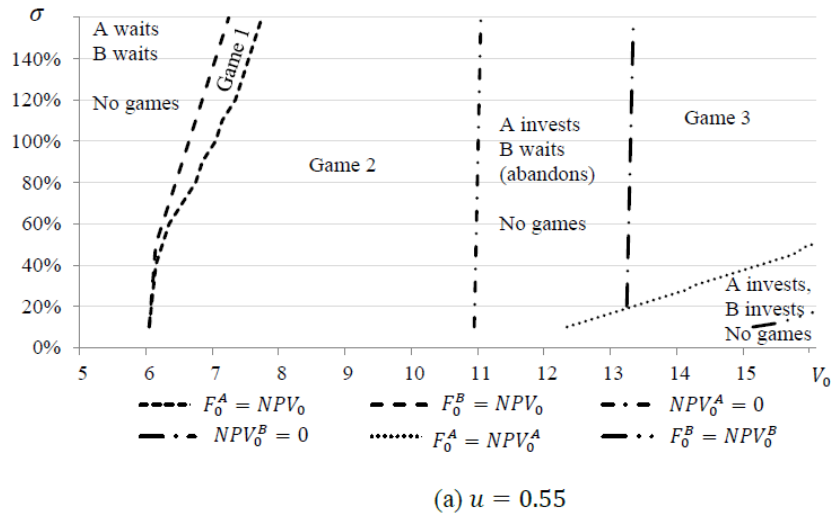 σ
A waits
B waits
No games
Game 1
Game 2
A invests
B waits
(abandons)
No games
Game 3
A invests,
B invests
No games
140%
120%
100%
80%
60%
40%
20%
0%
5 6 7 8 9 10 11 12 13 14 15 V₀
F₀ᴬ = NPV₀ F₀ᴮ = NPV₀ NPV₀ᴬ = 0
NPV₀ᴮ = 0 F₀ᴬ = NPV₀ᴬ F₀ᴮ = NPV₀ᴮ
(a) u = 0.55